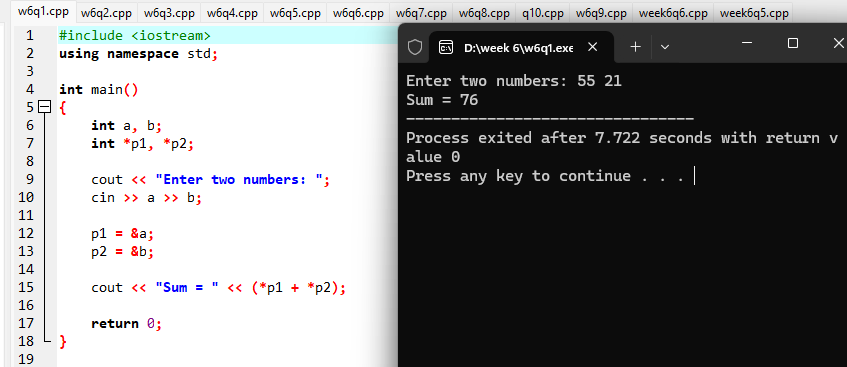 w6q1.cpp w6q2.cpp w6q3.cpp w6q4.cpp w6q5.cpp w6q6.cpp w6q7.cpp w6q8.cpp q10.cpp w6q9.cpp week6q6.cpp week6q5.cpp
1 #include <iostream>
2 using namespace std;
3
4 int main()
5 {
6 int a, b;
7 int *p1, *p2;
8
9 cout << "Enter two numbers: ";
10 cin >> a >> b;
11
12 p1 = &a;
13 p2 = &b;
14
15 cout << "Sum = " << (*p1 + *p2);
16
17 return 0;
18 }
19
D:\week 6\w6q1.exe
Enter two numbers: 55 21
Sum = 76
--------------------------------
Process exited after 7.722 seconds with return v
alue 0
Press any key to continue . . .